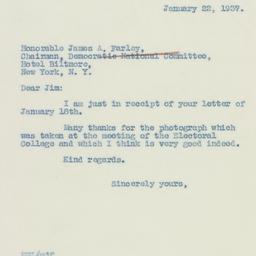 January 22, 1937.
Honorable James A. Farley,
Chairman, Democratic National Committee,
Hotel Biltmore,
New York, N. Y.
Dear Jim:
I am just in receipt of your letter of
January 18th.
Many thanks for the photograph which
was taken at the meeting of the Electoral
College and which I think is very good indeed.
Kind regards.
Sincerely yours,